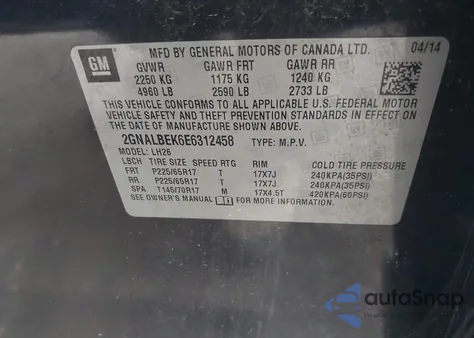 GM
MFD BY GENERAL MOTORS OF CANADA LTD. 04/14
GVWR GAWR FRT GAWR RR
2250 KG 1175 KG 1240 KG
4960 LB 2590 LB 2733 LB
THIS VEHICLE CONFORMS TO ALL APPLICABLE U.S. FEDERAL MOTOR
VEHICLE SAFETY AND THEFT PREVENTION STANDARDS IN EFFECT ON
THE DATE OF MANUFACTURE SHOWN ABOVE.
2GNALBEK6E6312458 TYPE: M.P.V.
MODEL: LH26
LBCH TIRE SIZE SPEED RTG RIM COLD TIRE PRESSURE
FRT P225/65R17 T 17X7J 240KPA(35PSI)
RR P225/65R17 T 17X7J 240KPA(35PSI)
SPA T145/70R17 M 17X4.5T 420KPA(60PSI)
SEE OWNER'S MANUAL FOR MORE INFORMATION
autoSnap